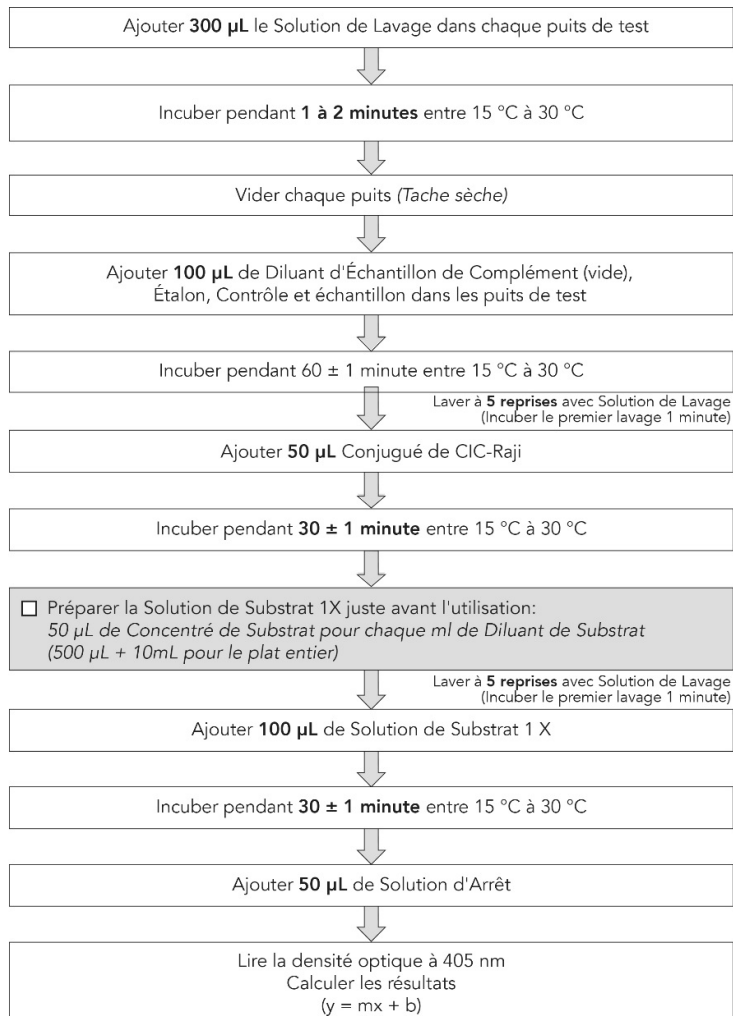 Ajouter 300 µL le Solution de Lavage dans chaque puits de test
Incuber pendant 1 à 2 minutes entre 15 °C à 30 °C
Vider chaque puits (Tache sèche)
Ajouter 100 µL de Diluant d'Échantillon de Complément (vide),
Étalon, Contrôle et échantillon dans les puits de test
Incuber pendant 60 ± 1 minute entre 15 °C à 30 °C
Laver à 5 reprises avec Solution de Lavage
(Incuber le premier lavage 1 minute)
Ajouter 50 µL Conjugué de CIC-Raji
Incuber pendant 30 ± 1 minute entre 15 °C à 30 °C
Préparer la Solution de Substrat 1X juste avant l'utilisation:
50 µL de Concentré de Substrat pour chaque ml de Diluant de Substrat
(500 µL + 10mL pour le plat entier)
Laver à 5 reprises avec Solution de Lavage
(Incuber le premier lavage 1 minute)
Ajouter 100 µL de Solution de Substrat 1 X
Incuber pendant 30 ± 1 minute entre 15 °C à 30 °C
Ajouter 50 µL de Solution d'Arrêt
Lire la densité optique à 405 nm
Calculer les résultats
(y = mx + b)